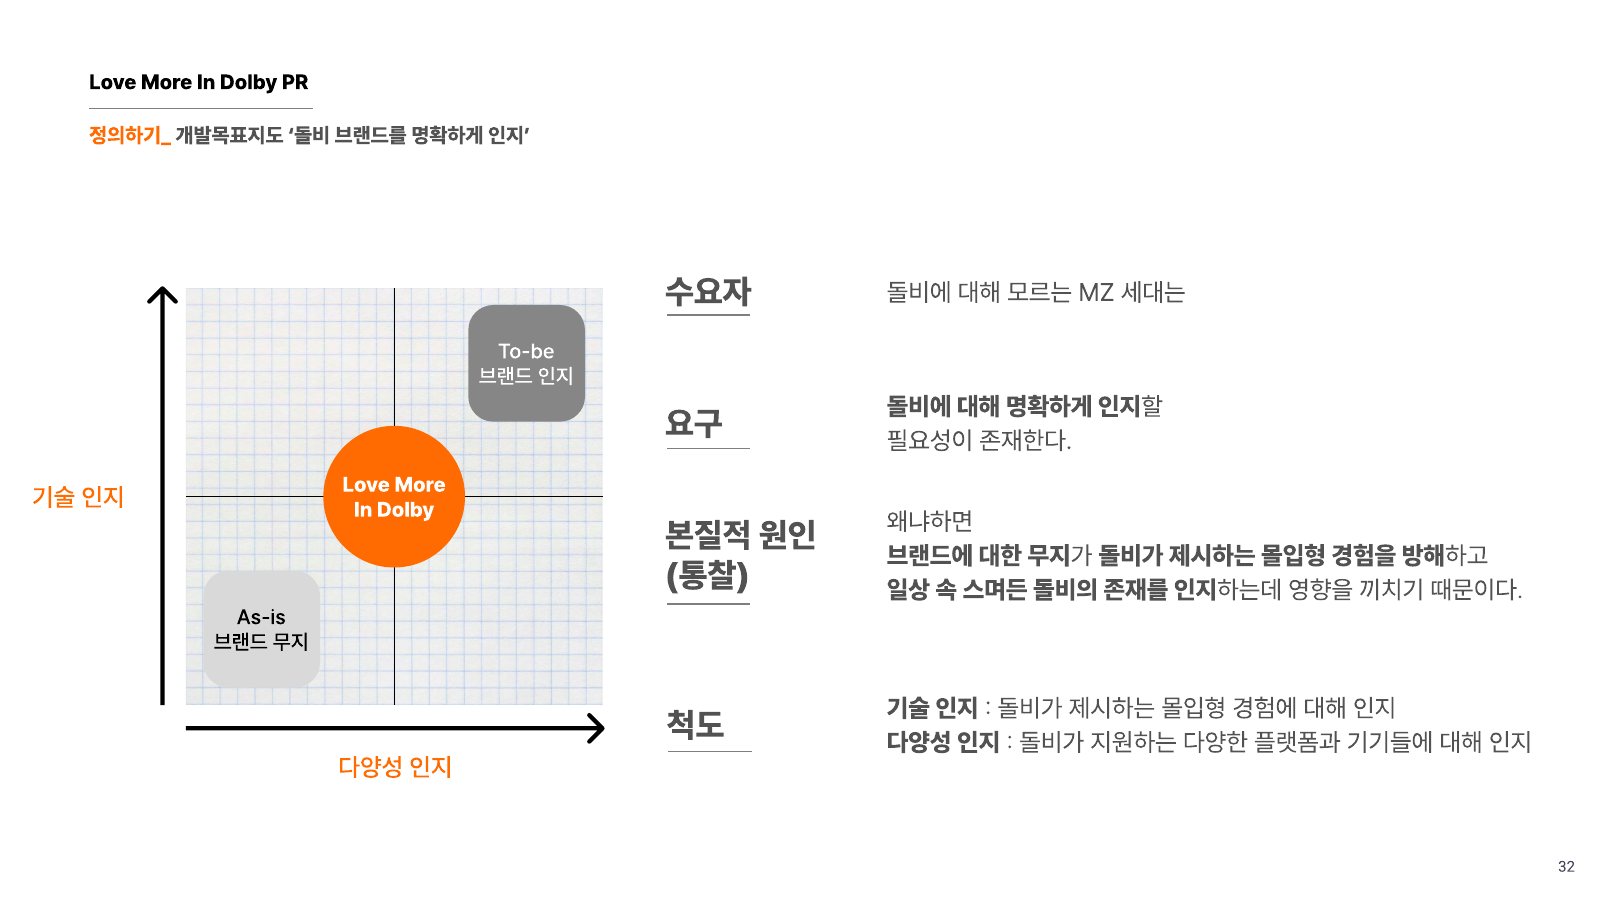 Love More In Dolby PR
정의하기_ 개발목표지도 ‘돌비 브랜드를 명확하게 인지’
기술 인지
To-be
브랜드 인지
Love More
In Dolby
As-is
브랜드 무지
다양성 인지
수요자
돌비에 대해 모르는 MZ 세대는
요구
돌비에 대해 명확하게 인지할
필요성이 존재한다.
본질적 원인
(통찰)
왜냐하면
브랜드에 대한 무지가 돌비가 제시하는 몰입형 경험을 방해하고
일상 속 스며든 돌비의 존재를 인지하는데 영향을 끼치기 때문이다.
척도
기술 인지 : 돌비가 제시하는 몰입형 경험에 대해 인지
다양성 인지 : 돌비가 지원하는 다양한 플랫폼과 기기들에 대해 인지
32